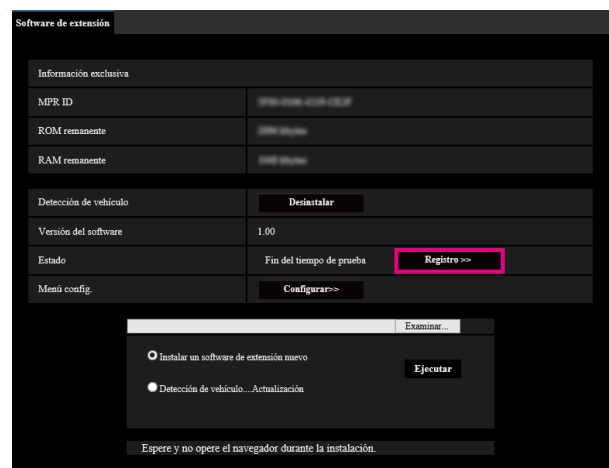 Software de extensión
Información exclusiva
MPR ID
ROM remanente
RAM remanente
Detección de vehículo Desinstalar
Versión del software 1.00
Estado Fin del tiempo de prueba Registro >>
Menú config. Configurar>>
Examinar...
Instalar un software de extensión nuevo
Ejecutar
Detección de vehículo....Actualización
Espere y no opere el navegador durante la instalación.